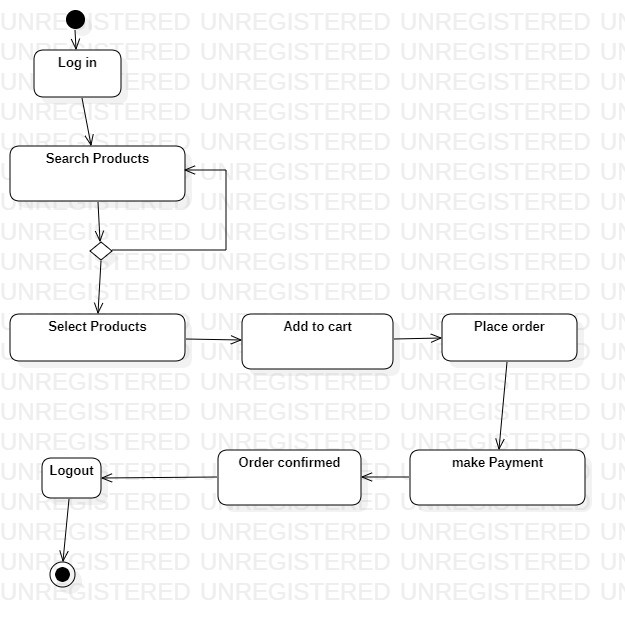 UNREGISTERED UNREGISTERED UNREGISTERED UN
Log in
Search Products
Select Products
Add to cart
Place order
make Payment
Order confirmed
Logout